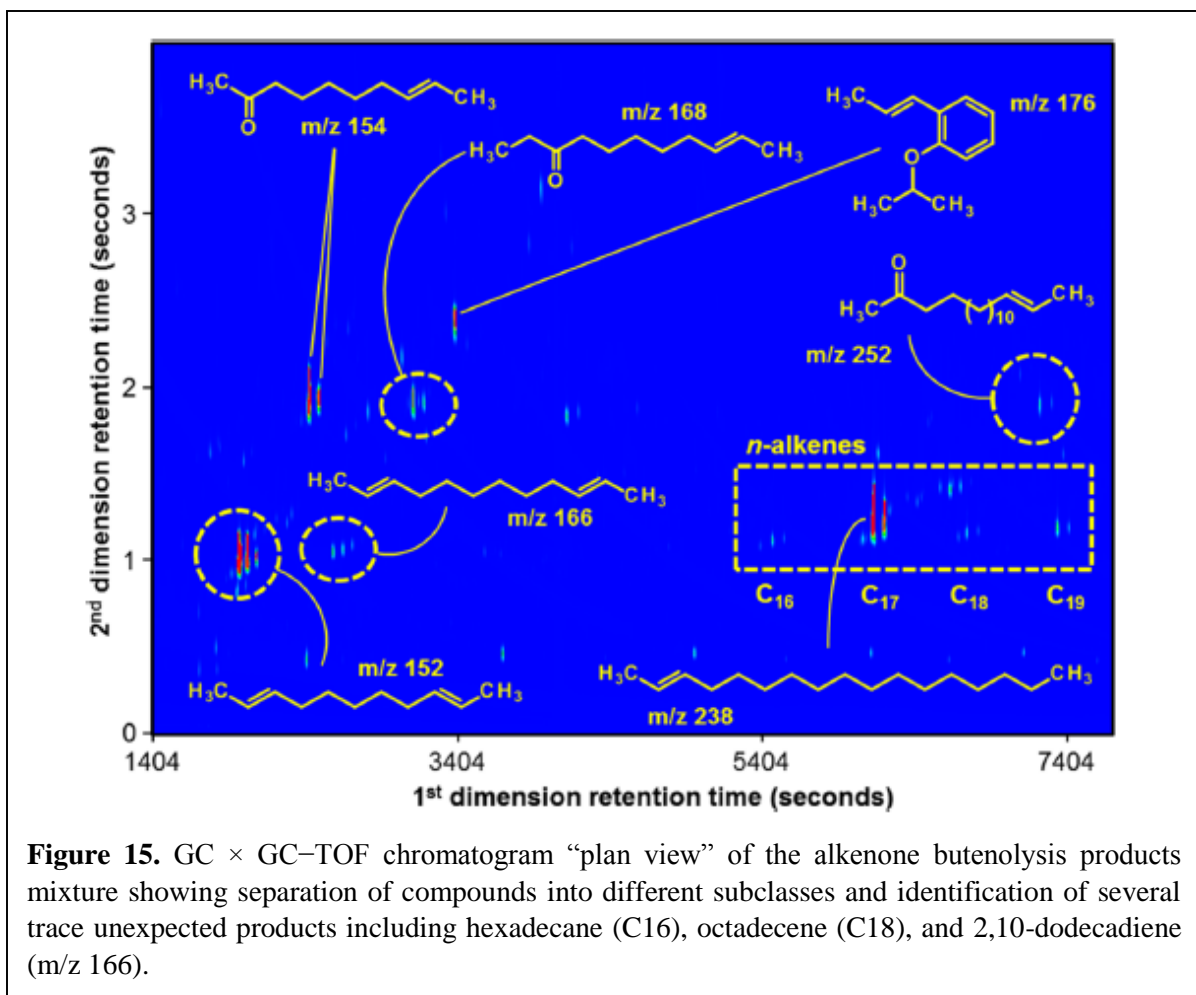 H₃C
O
CH₃
m/z 154
H₃C
O
CH₃
m/z 168
H₃C
O
H₃C
CH₃
m/z 176
O
H₃C
( )₁₀
CH₃
m/z 252
n-alkenes
H₃C
CH₃
m/z 166
C₁₆ C₁₇ C₁₈ C₁₉
m/z 152
H₃C
CH₃
H₃C
CH₃
m/z 238
3
2
1
0
2ⁿᵈ dimension retention time (seconds)
1404 3404 5404 7404
1ˢᵗ dimension retention time (seconds)
Figure 15. GC × GC−TOF chromatogram “plan view” of the alkenone butenolysis products
mixture showing separation of compounds into different subclasses and identification of several
trace unexpected products including hexadecane (C16), octadecene (C18), and 2,10-dodecadiene
(m/z 166).